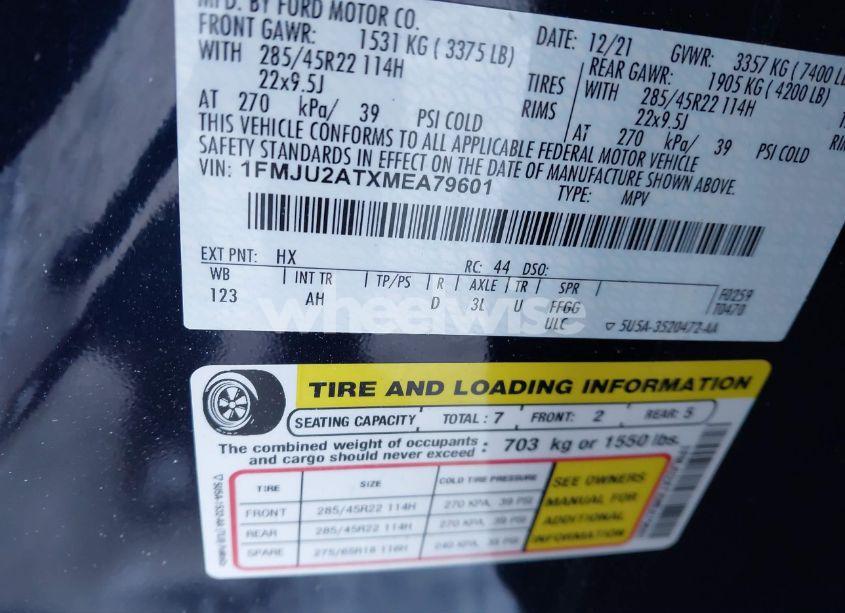 MFD. BY FORD MOTOR CO.
DATE: 12/21 GVWR: 3357 KG (7400 L
FRONT GAWR: 1531 KG (3375 LB) REAR GAWR: 1905 KG (4200 LB)
WITH 285/45R22 114H TIRES WITH 285/45R22 114H
22x9.5J RIMS 22x9.5J
AT 270 kPa/ 39 PSI COLD AT 270 kPa/ 39 PSI COLD RIM
THIS VEHICLE CONFORMS TO ALL APPLICABLE FEDERAL MOTOR VEHICLE
SAFETY STANDARDS IN EFFECT ON THE DATE OF MANUFACTURE SHOWN ABOVE.
VIN: 1FMJU2ATXMEA79601
TYPE: MPV
EXT PNT: HX RC: 44 DSO:
WB INT TR TP/PS R AXLE TR SPR F0259
123 AH D 3L U FFGG T0470
ULC ▽ 5U5A-3520472-AA
wheelwise
TIRE AND LOADING INFORMATION
SEATING CAPACITY TOTAL: 7 FRONT: 2 REAR: 5
The combined weight of occupants and cargo should never exceed : 703 kg or 1550 lbs.
TIRE SIZE COLD TIRE PRESSURE
FRONT 285/45R22 114H 270 KPA, 39 PSI
REAR 285/45R22 114H 270 KPA, 39 PSI
SPARE 275/65R18 116H
SEE OWNERS
MANUAL FOR
ADDITIONAL
INFORMATION